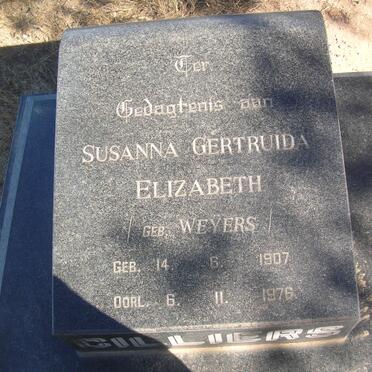 Ter
Gedagtenis aan
SUSANNA GERTRUIDA
ELIZABETH
/ GEB. WEYERS /
GEB. 14. 6. 1907.
OORL. 6. 11. 1976.
CILLIERS